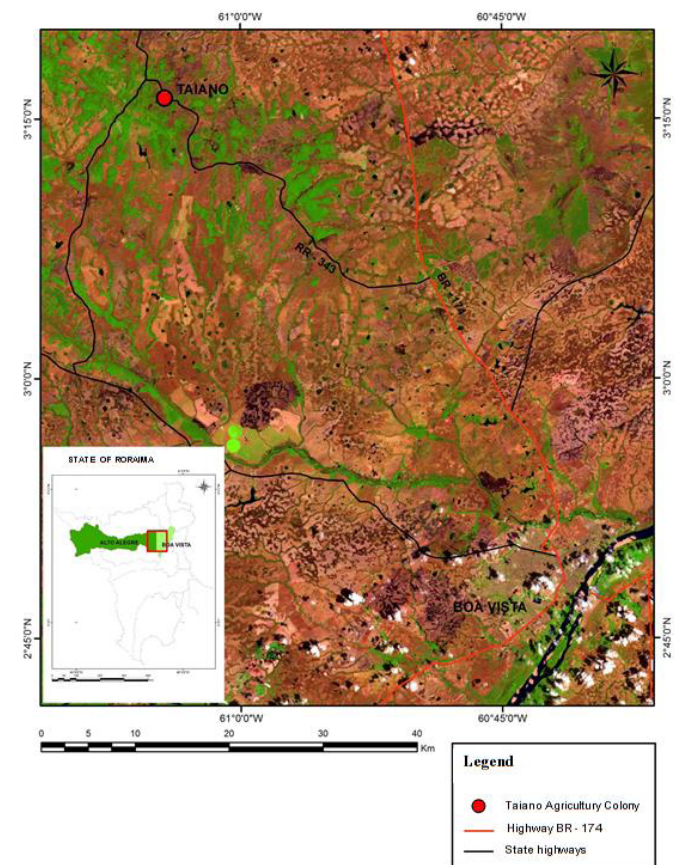 61°0'0"W 60°45'0"W
TAIANO
3°15'0"N 3°15'0"N
RR - 343
BR - 174
3°0'0"N 3°0'0"N
STATE OF RORAIMA
ALTO ALEGRE BOA VISTA
BOA VISTA
2°45'0"N 2°45'0"N
61°0'0"W 60°45'0"W
0 5 10 20 30 40
Km
Legend
Taiano Agricultury Colony
Highway BR - 174
State highways